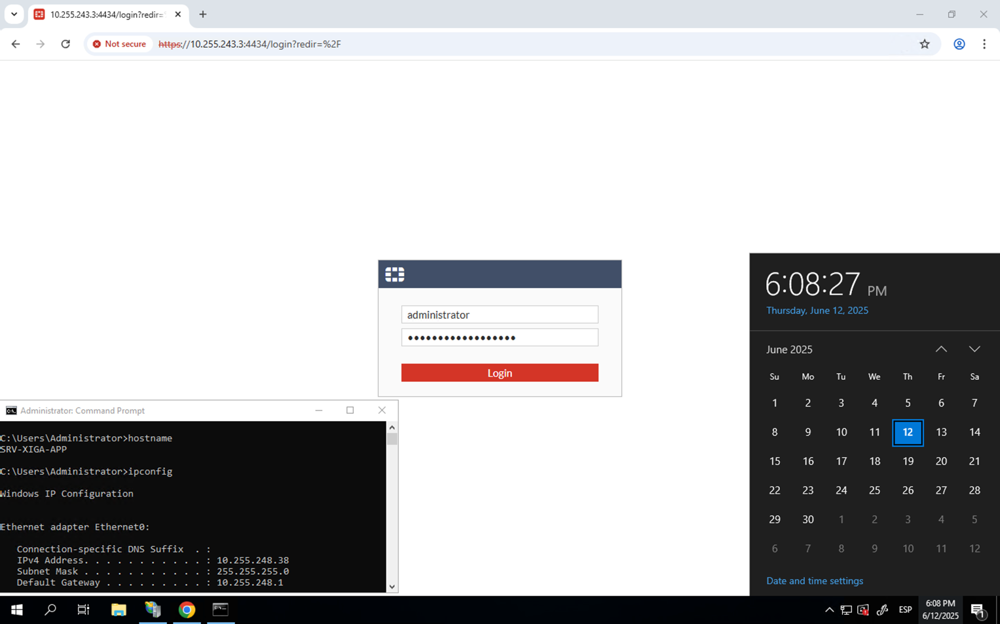 10.255.243.3:4434/login?redir=
Not secure
https://10.255.243.3:4434/login?redir=%2F
administrator
••••••••••••••••••
Login
Administrator: Command Prompt
C:\Users\Administrator>hostname
SRV-XIGA-APP
C:\Users\Administrator>ipconfig
Windows IP Configuration
Ethernet adapter Ethernet0:
Connection-specific DNS Suffix . :
IPv4 Address. . . . . . . . . . . : 10.255.248.38
Subnet Mask . . . . . . . . . . . : 255.255.255.0
Default Gateway . . . . . . . . . : 10.255.248.1
6:08:27 PM
Thursday, June 12, 2025
June 2025
Su Mo Tu We Th Fr Sa
1 2 3 4 5 6 7
8 9 10 11 12 13 14
15 16 17 18 19 20 21
22 23 24 25 26 27 28
29 30 1 2 3 4 5
6 7 8 9 10 11 12
Date and time settings
ESP
6:08 PM
6/12/2025
1